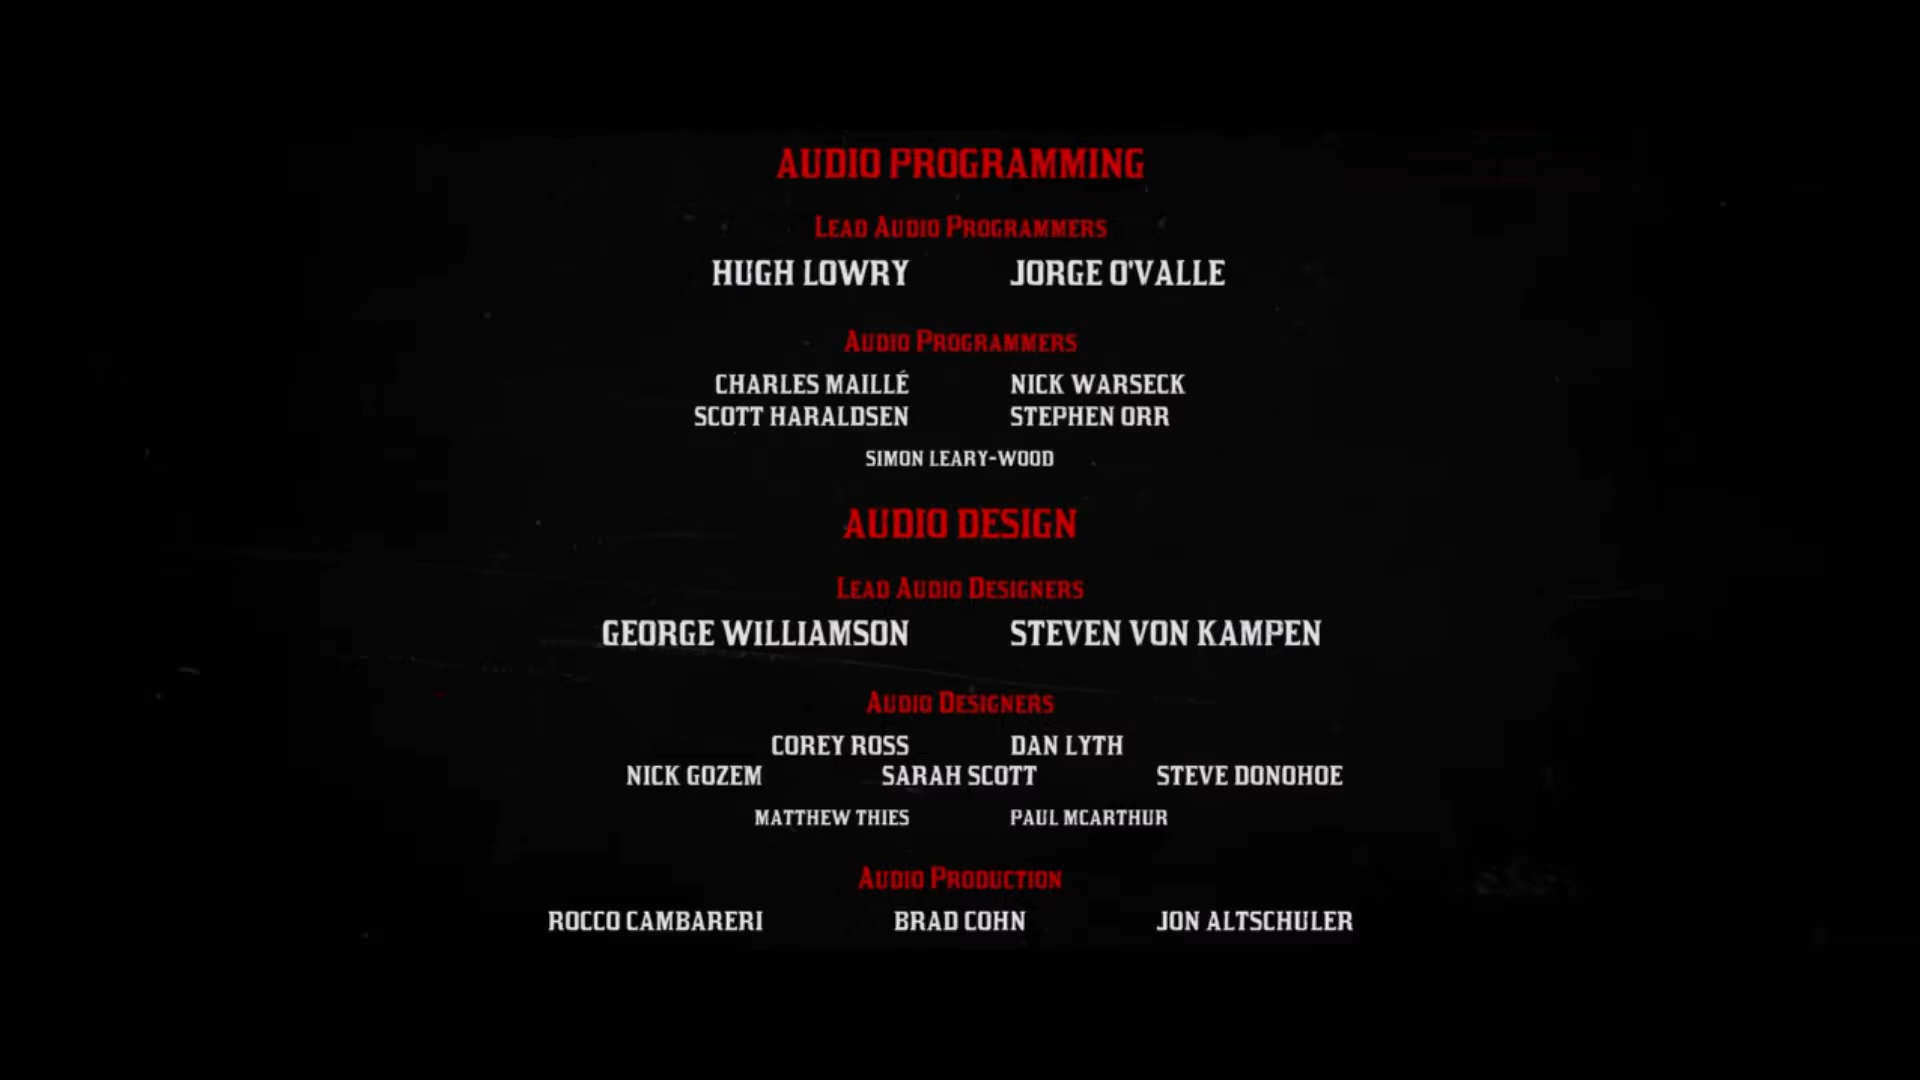 AUDIO PROGRAMMING
LEAD AUDIO PROGRAMMERS
HUGH LOWRY JORGE O'VALLE
AUDIO PROGRAMMERS
CHARLES MAILLÉ NICK WARSECK
SCOTT HARALDSEN STEPHEN ORR
SIMON LEARY-WOOD
AUDIO DESIGN
LEAD AUDIO DESIGNERS
GEORGE WILLIAMSON STEVEN VON KAMPEN
AUDIO DESIGNERS
COREY ROSS DAN LYTH
NICK GOZEM SARAH SCOTT STEVE DONOHOE
MATTHEW THIES PAUL MCARTHUR
AUDIO PRODUCTION
ROCCO CAMBARERI BRAD COHN JON ALTSCHULER